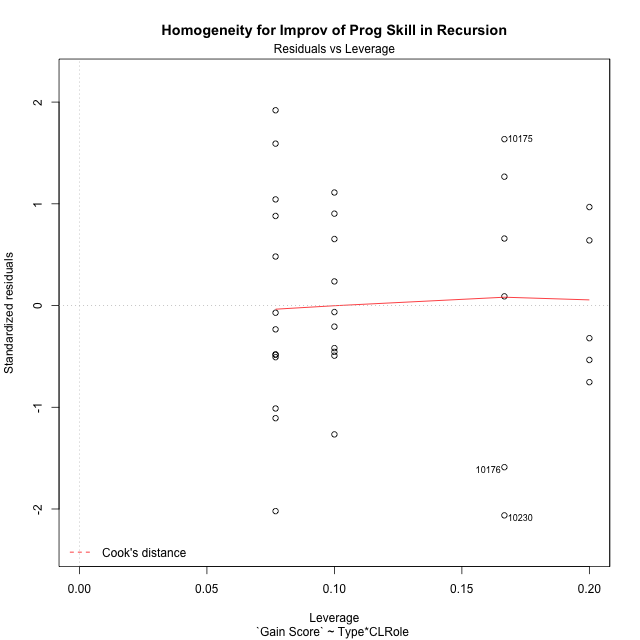 Homogeneity for Improv of Prog Skill in Recursion
Residuals vs Leverage
Standardized residuals
2
1
0
-1
-2
10175
10176
10230
Cook's distance
0.00 0.05 0.10 0.15 0.20
Leverage
`Gain Score` ~ Type*CLRole